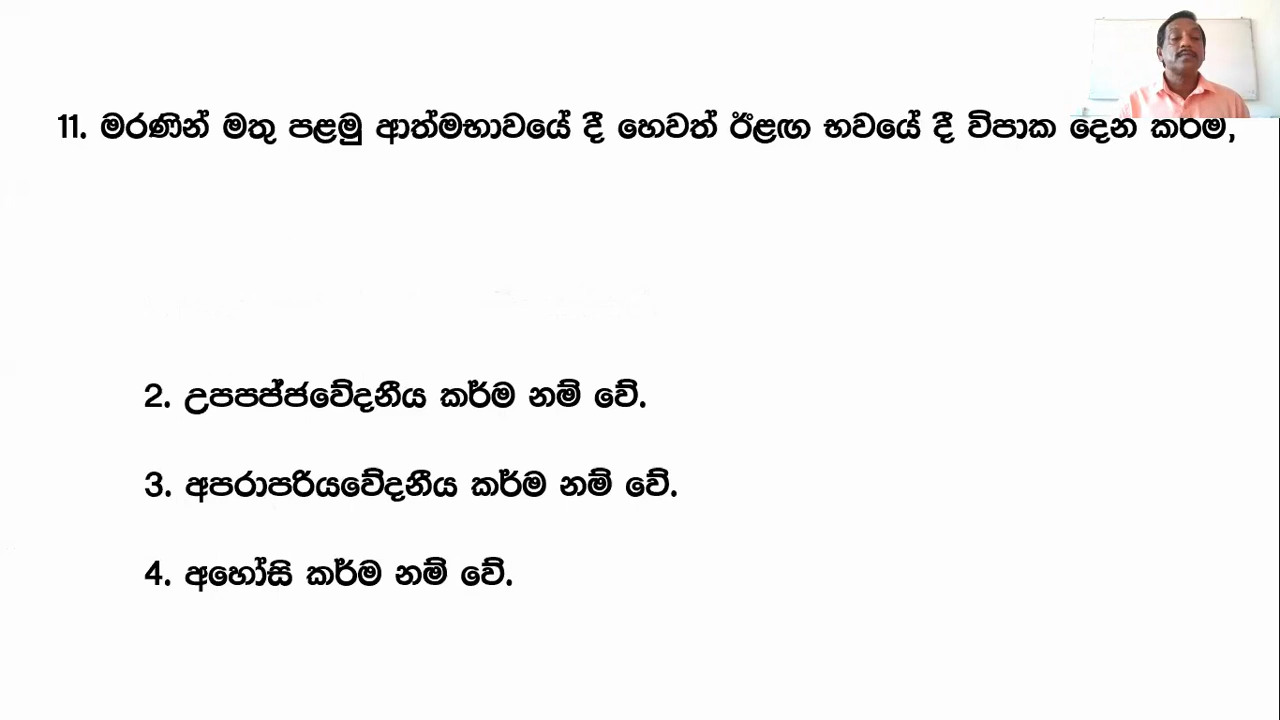 11. මරණින් මතු පළමු ආත්මභාවයේ දී හෙවත් ඊළඟ භවයේ දී විපාක දෙන කර්ම,
2. උපපජ්ජවේදනීය කර්ම නම් වේ.
3. අපරාපරියවේදනීය කර්ම නම් වේ.
4. අහෝසි කර්ම නම් වේ.